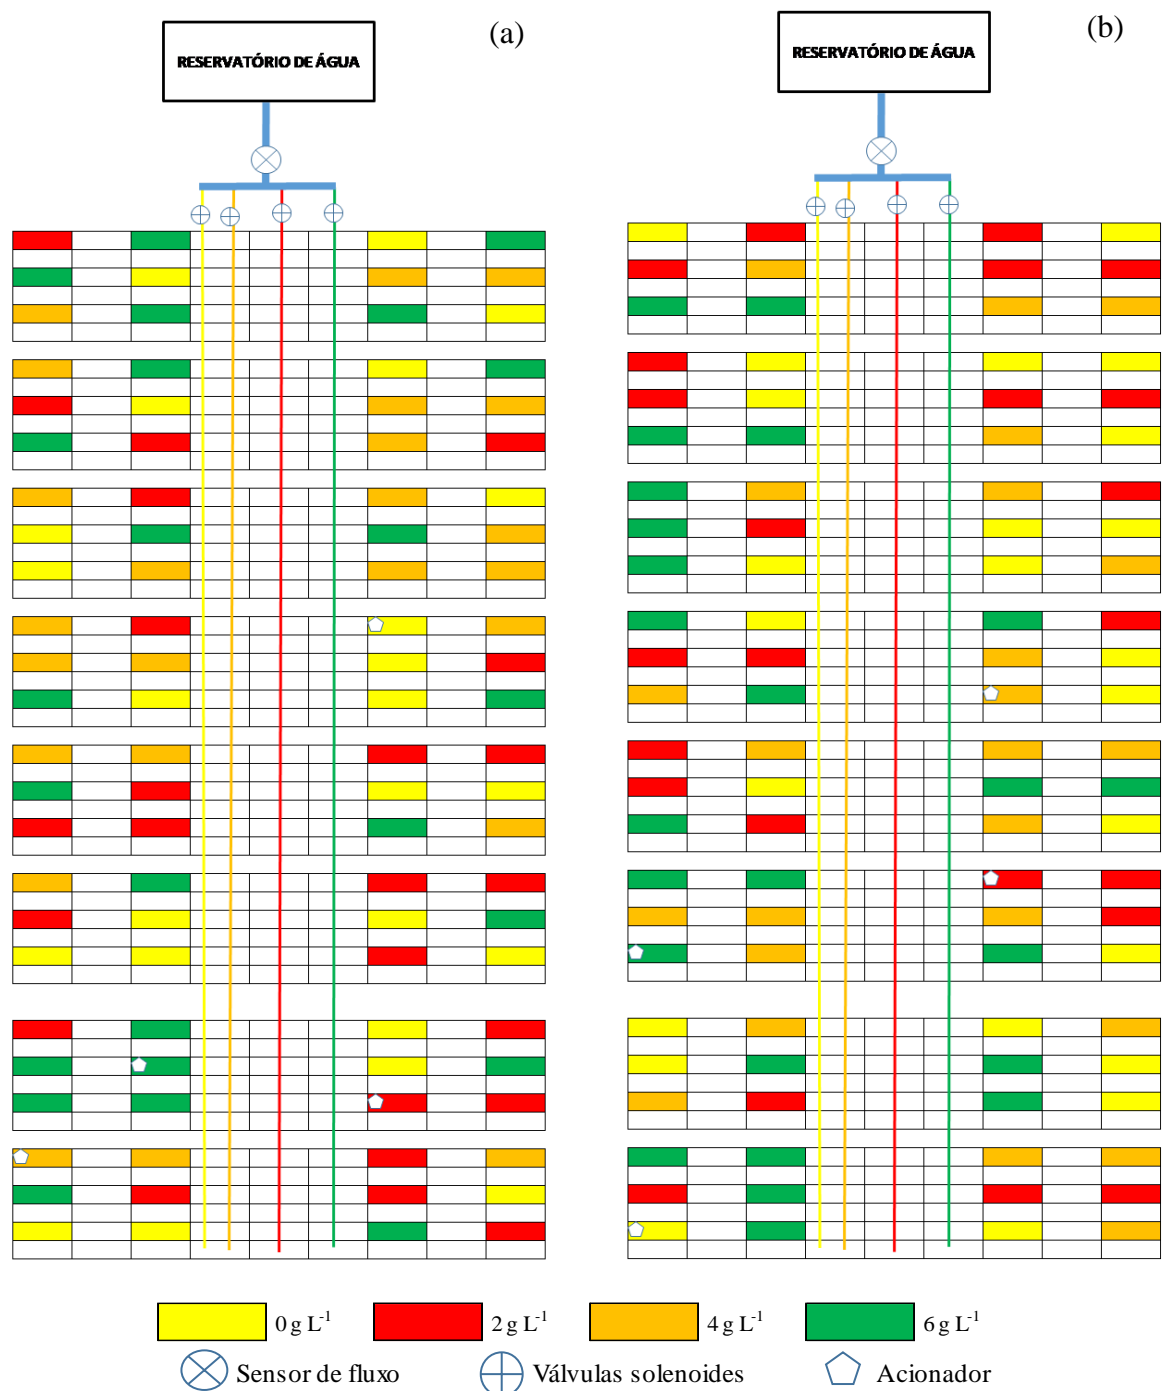 (a)
RESERVATÓRIO DE ÁGUA
(b)
RESERVATÓRIO DE ÁGUA
0 g L⁻¹
2 g L⁻¹
4 g L⁻¹
6 g L⁻¹
Sensor de fluxo
Válvulas solenoides
Acionador